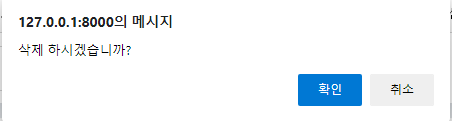 127.0.0.1:8000의 메시지
삭제 하시겠습니까?
확인 취소